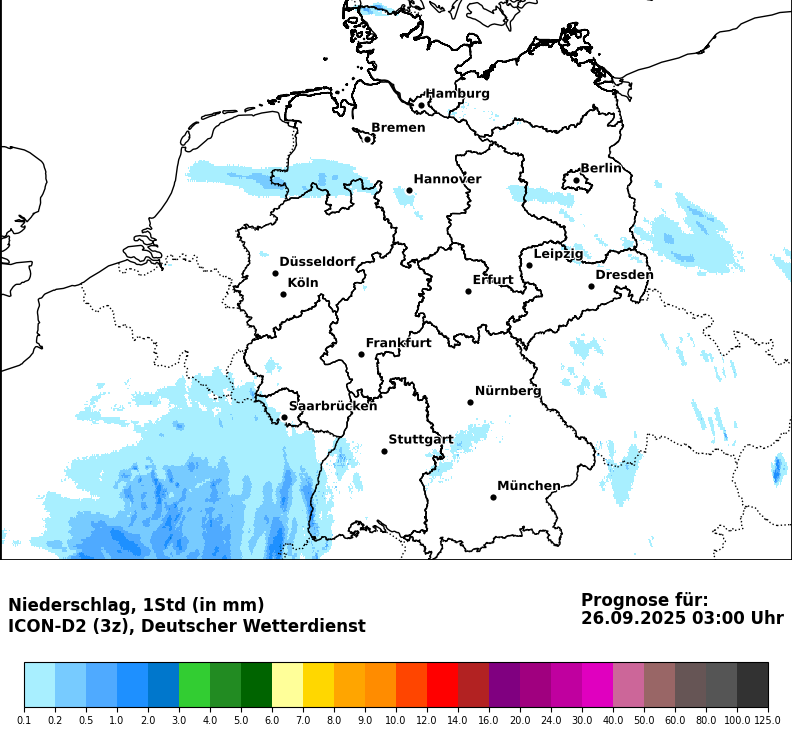 Hamburg
Bremen
Berlin
Hannover
Leipzig
Düsseldorf
Dresden
Köln
Erfurt
Frankfurt
Nürnberg
Saarbrücken
Stuttgart
München
Niederschlag, 1Std (in mm)
ICON-D2 (3z), Deutscher Wetterdienst
Prognose für:
26.09.2025 03:00 Uhr
0.1 0.2 0.5 1.0 2.0 3.0 4.0 5.0 6.0 7.0 8.0 9.0 10.0 12.0 14.0 16.0 20.0 24.0 30.0 40.0 50.0 60.0 80.0 100.0 125.0